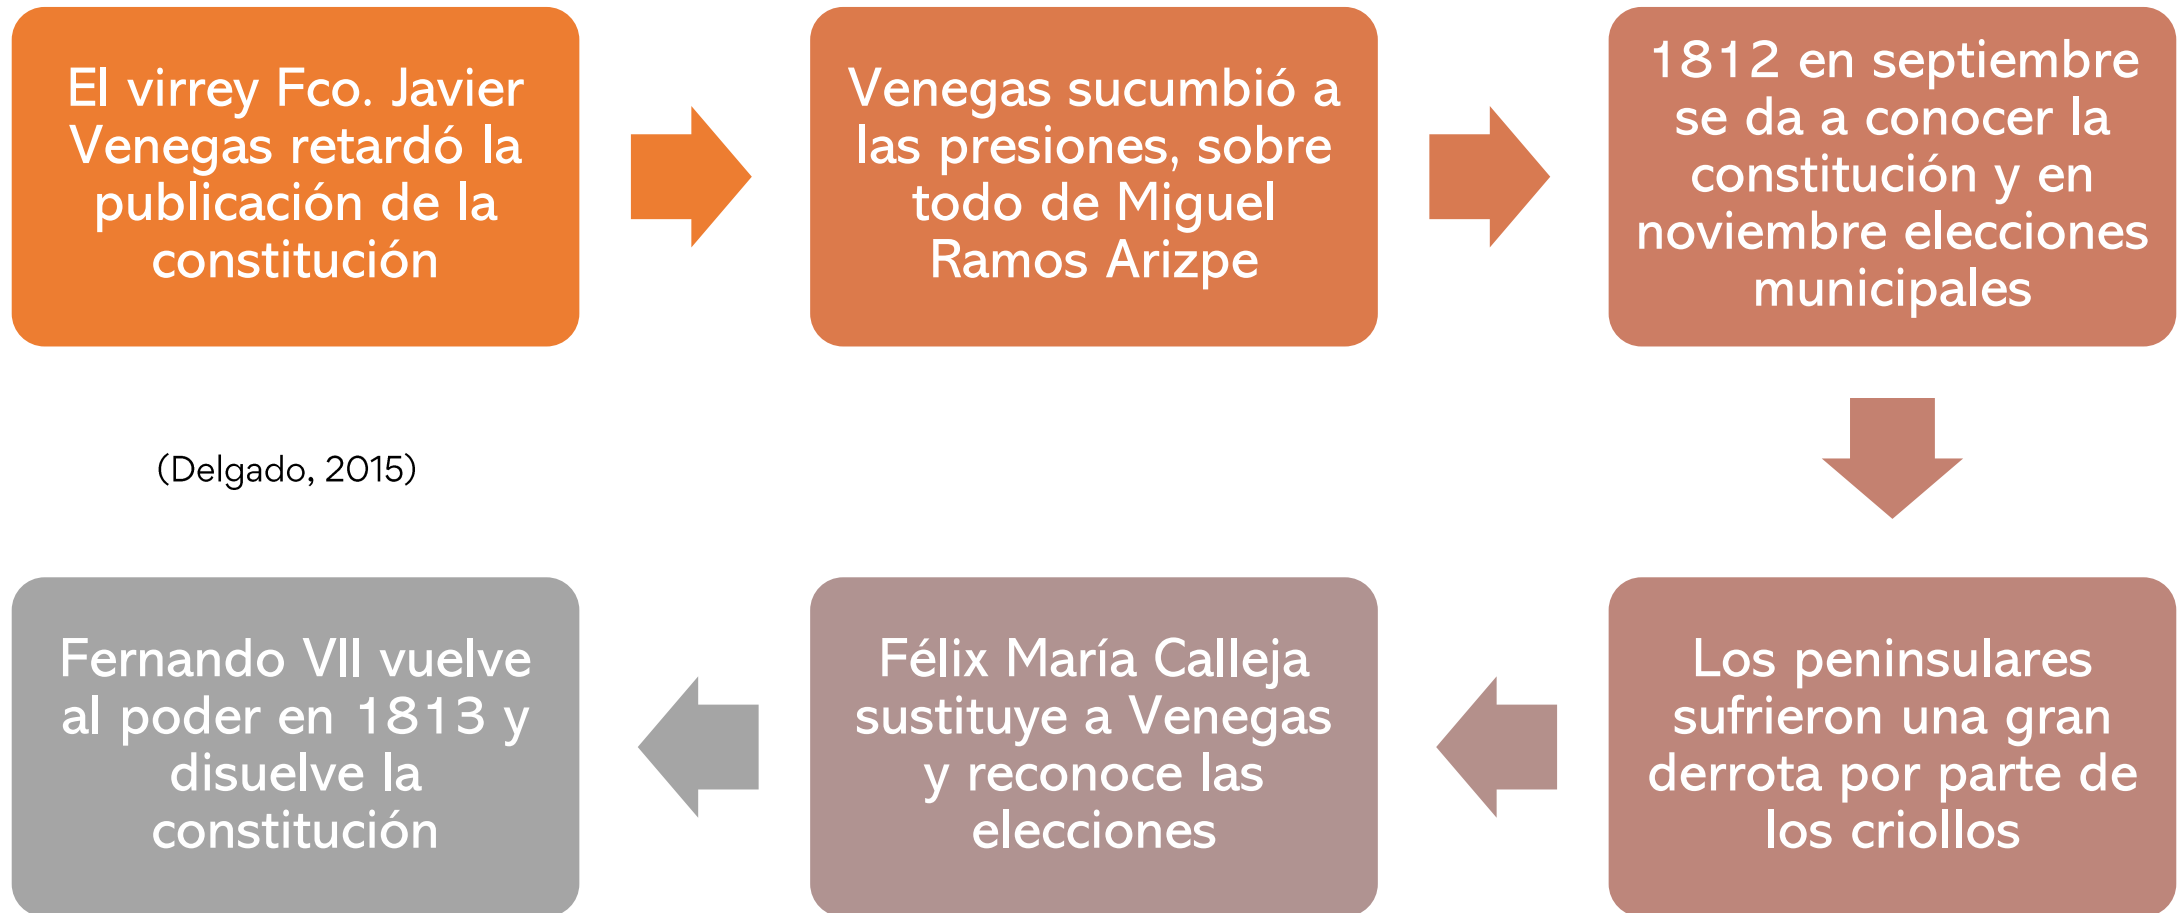 El virrey Fco. Javier
Venegas retardó la
publicación de la
constitución
Venegas sucumbió a
las presiones, sobre
todo de Miguel
Ramos Arizpe
1812 en septiembre
se da a conocer la
constitución y en
noviembre elecciones
municipales
Los peninsulares
sufrieron una gran
derrota por parte de
los criollos
Félix María Calleja
sustituye a Venegas
y reconoce las
elecciones
Fernando VII vuelve
al poder en 1813 y
disuelve la
constitución
(Delgado, 2015)